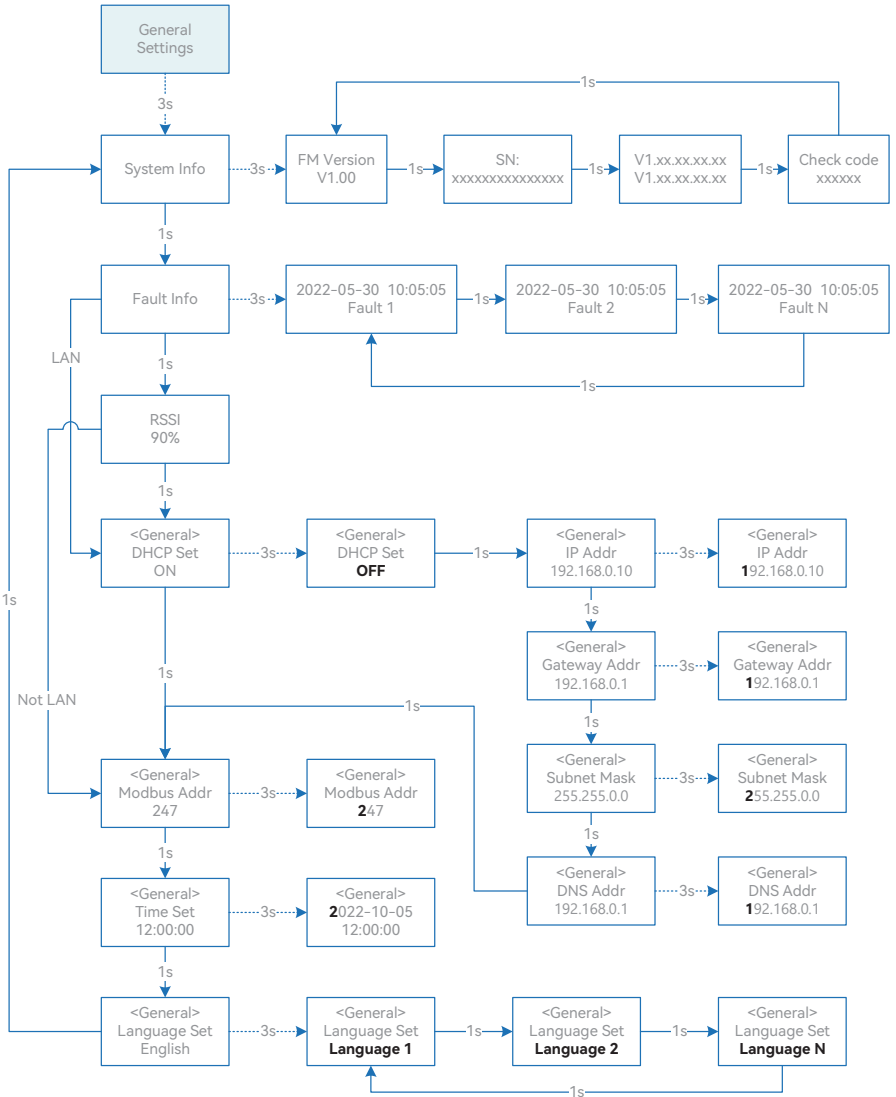 General
Settings
3s
1s
System Info
3s
FM Version
V1.00
1s
SN:
xxxxxxxxxxxxxxx
1s
V1.xx.xx.xx.xx
V1.xx.xx.xx.xx
1s
Check code
xxxxxx
1s
Fault Info
3s
2022-05-30 10:05:05
Fault 1
1s
2022-05-30 10:05:05
Fault 2
1s
2022-05-30 10:05:05
Fault N
LAN
1s
1s
RSSI
90%
1s
<General>
DHCP Set
ON
3s
<General>
DHCP Set
OFF
1s
<General>
IP Addr
192.168.0.10
3s
<General>
IP Addr
192.168.0.10
1s
1s
<General>
Gateway Addr
192.168.0.1
3s
<General>
Gateway Addr
192.168.0.1
1s
Not LAN
1s
1s
<General>
Modbus Addr
247
3s
<General>
Modbus Addr
247
<General>
Subnet Mask
255.255.0.0
3s
<General>
Subnet Mask
255.255.0.0
1s
1s
<General>
Time Set
12:00:00
3s
2022-10-05
12:00:00
<General>
DNS Addr
192.168.0.1
3s
<General>
DNS Addr
192.168.0.1
1s
<General>
Language Set
English
3s
<General>
Language Set
Language 1
1s
<General>
Language Set
Language 2
1s
<General>
Language Set
Language N
1s